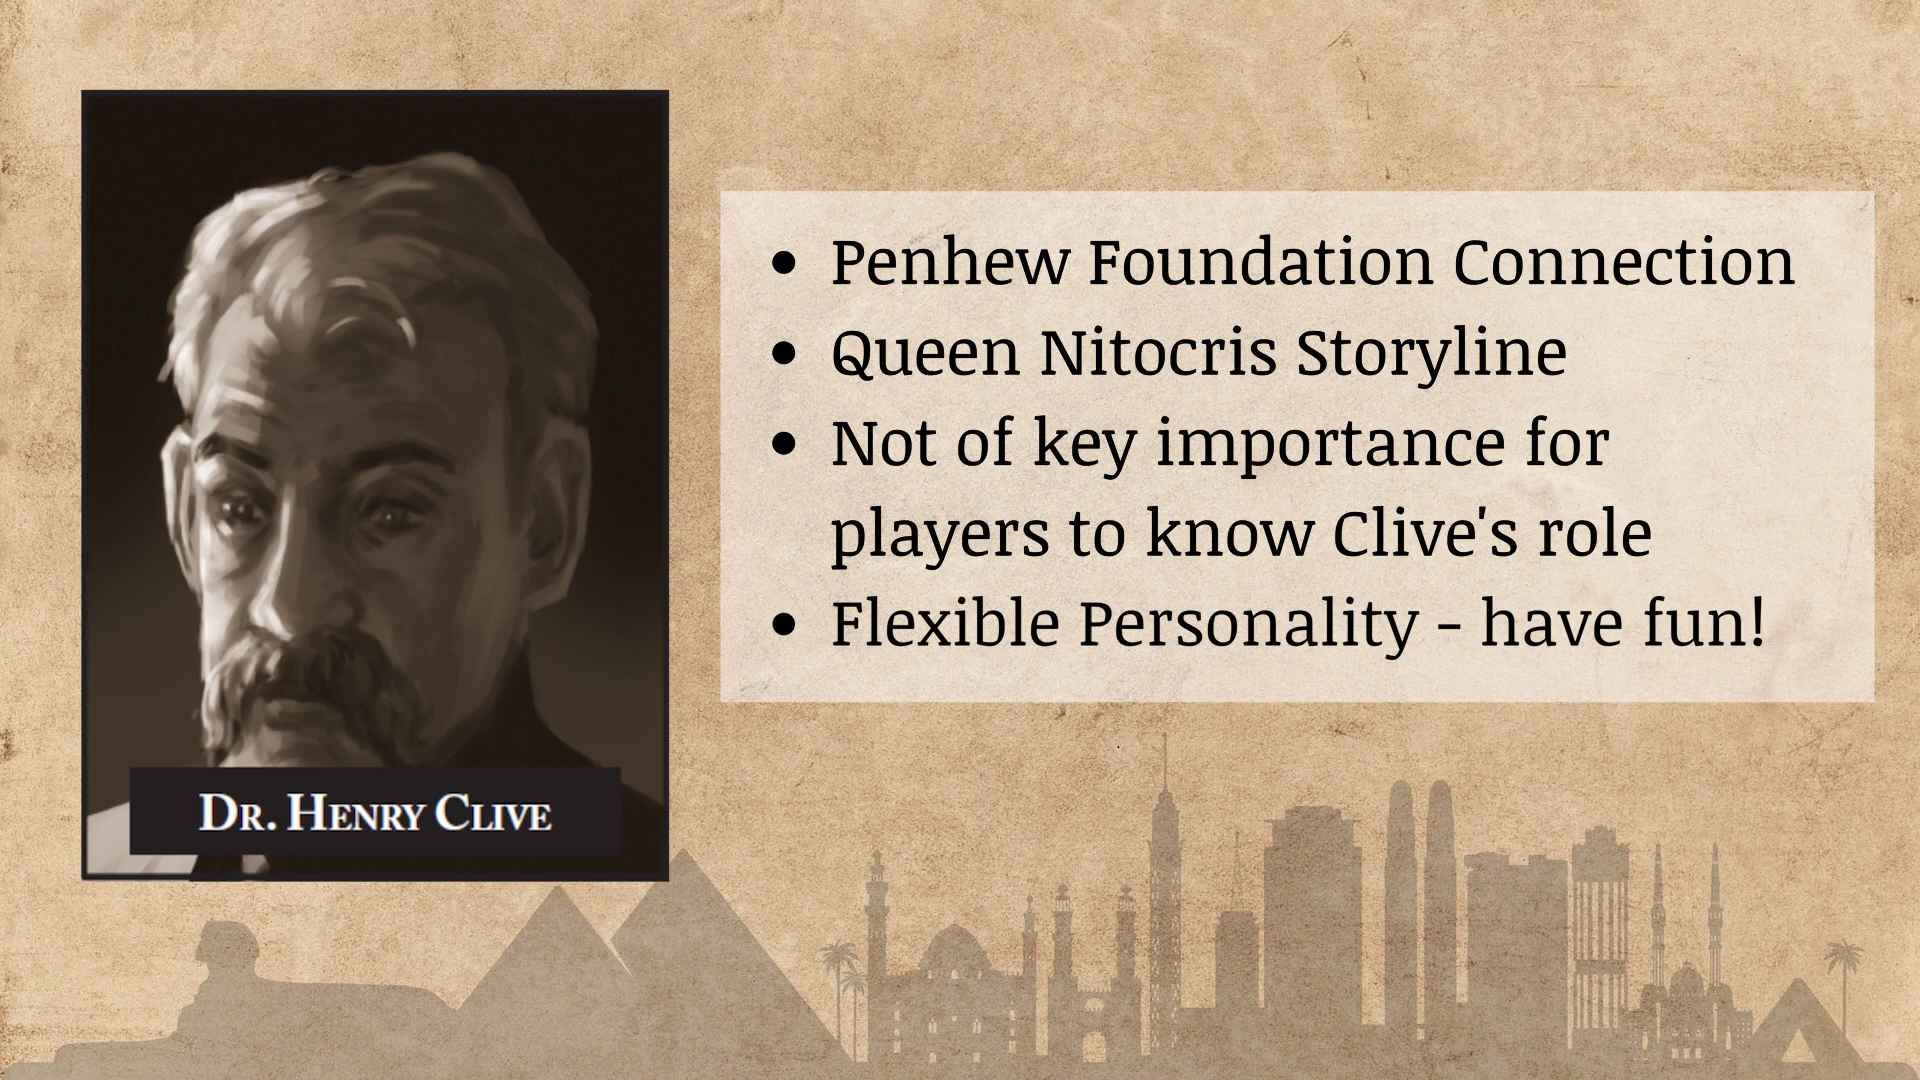 Dr. Henry Clive
• Penhew Foundation Connection
• Queen Nitocris Storyline
• Not of key importance for
players to know Clive's role
• Flexible Personality - have fun!